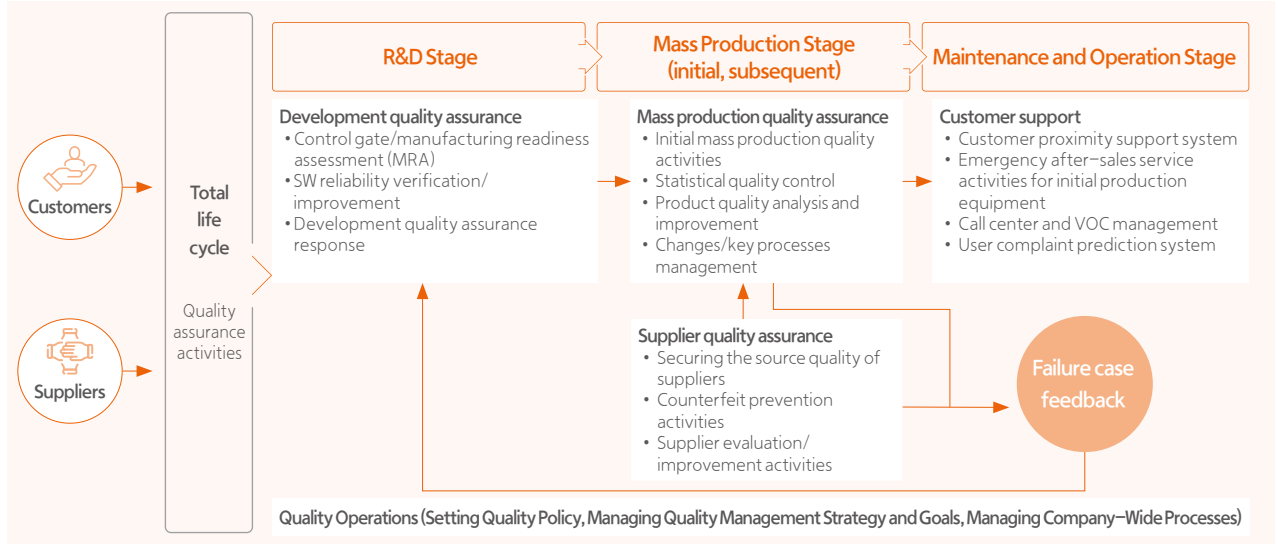 Customers
Suppliers
Total
life
cycle
Quality
assurance
activities
R&D Stage
Mass Production Stage
(initial, subsequent)
Maintenance and Operation Stage
Development quality assurance
• Control gate/manufacturing readiness
assessment (MRA)
• SW reliability verification/
improvement
• Development quality assurance
response
Mass production quality assurance
• Initial mass production quality
activities
• Statistical quality control
• Product quality analysis and
improvement
• Changes/key processes
management
Customer support
• Customer proximity support system
• Emergency after–sales service
activities for initial production
equipment
• Call center and VOC management
• User complaint prediction system
Supplier quality assurance
• Securing the source quality of
suppliers
• Counterfeit prevention
activities
• Supplier evaluation/
improvement activities
Failure case
feedback
Quality Operations (Setting Quality Policy, Managing Quality Management Strategy and Goals, Managing Company–Wide Processes)